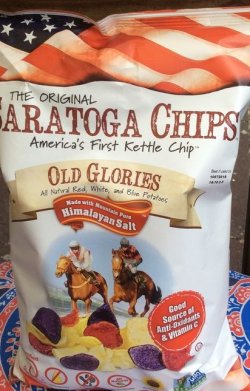 THE ORIGINAL
SARATOGA CHIPS
America's First Kettle Chip™
OLD GLORIES
All Natural Red, White, and Blue Potatoes
Made with Mountain Pure
Himalayan Salt
Good
Source of
Anti-Oxidants
& Vitamin C